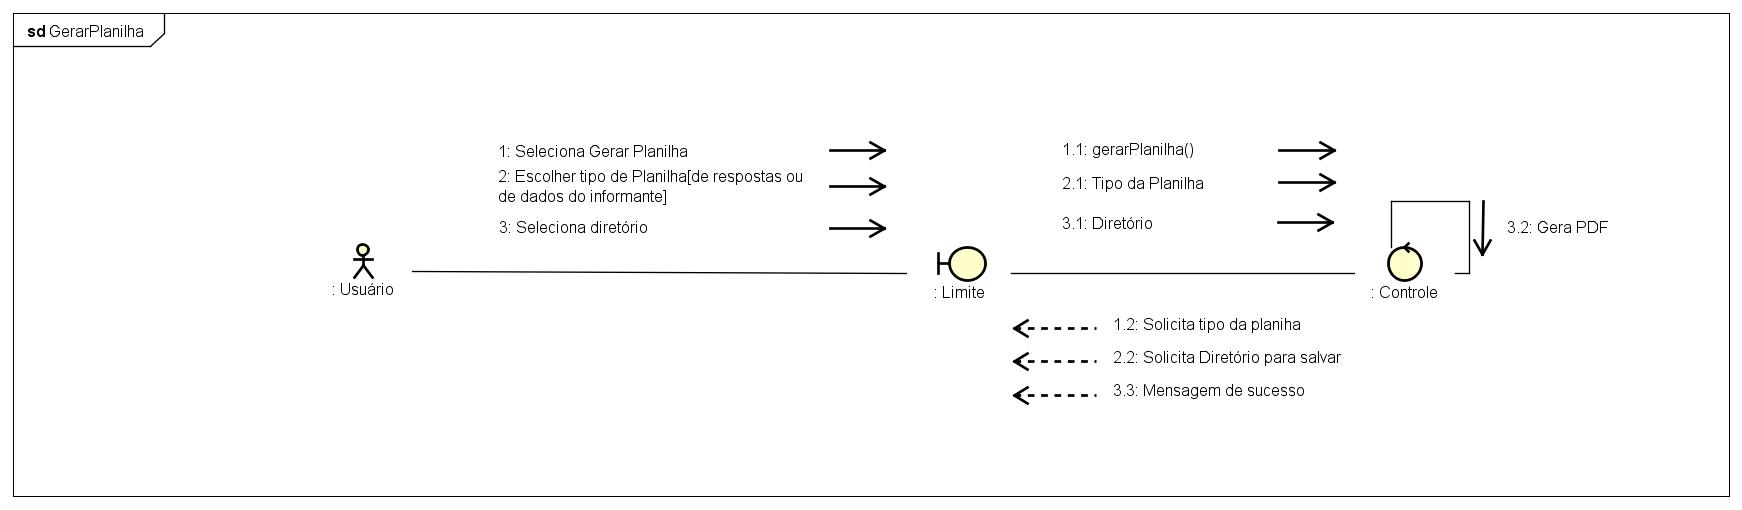 sd GerarPlanilha
1: Seleciona Gerar Planilha
2: Escolher tipo de Planilha[de respostas ou
de dados do informante]
3: Seleciona diretório
1.1: gerarPlanilha()
2.1: Tipo da Planilha
3.1: Diretório
3.2: Gera PDF
: Usuário
: Limite
: Controle
1.2: Solicita tipo da planiha
2.2: Solicita Diretório para salvar
3.3: Mensagem de sucesso